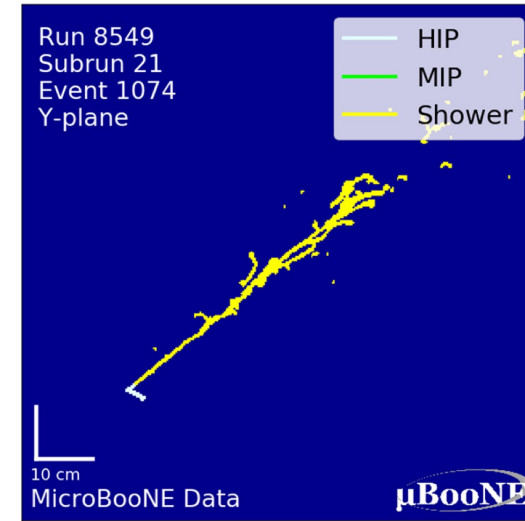 Run 8549
Subrun 21
Event 1074
Y-plane
HIP
MIP
Shower
10 cm
MicroBooNE Data
µBooNE